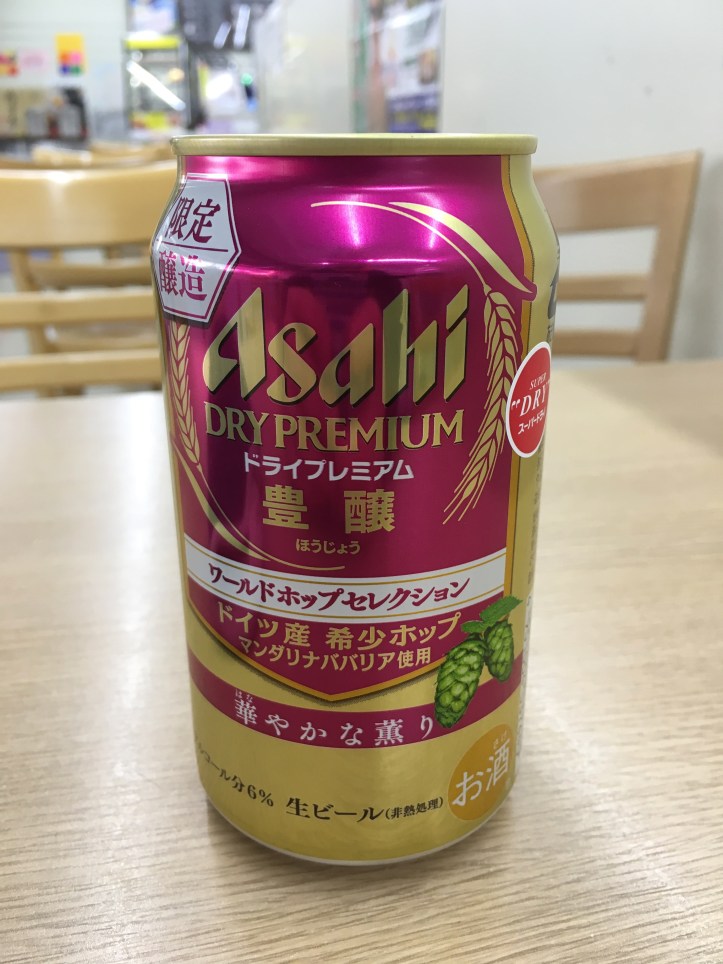 限定
醸造
Asahi
DRY PREMIUM
ドライプレミアム
豊醸
ほうじょう
SUPER
"DRY"
スーパードライ
ワールドホップセレクション
ドイツ産 希少ホップ
マンダリナババリア使用
はな
華やかな薫り
コール分6% 生ビール(非熱処理)
さけ
お酒